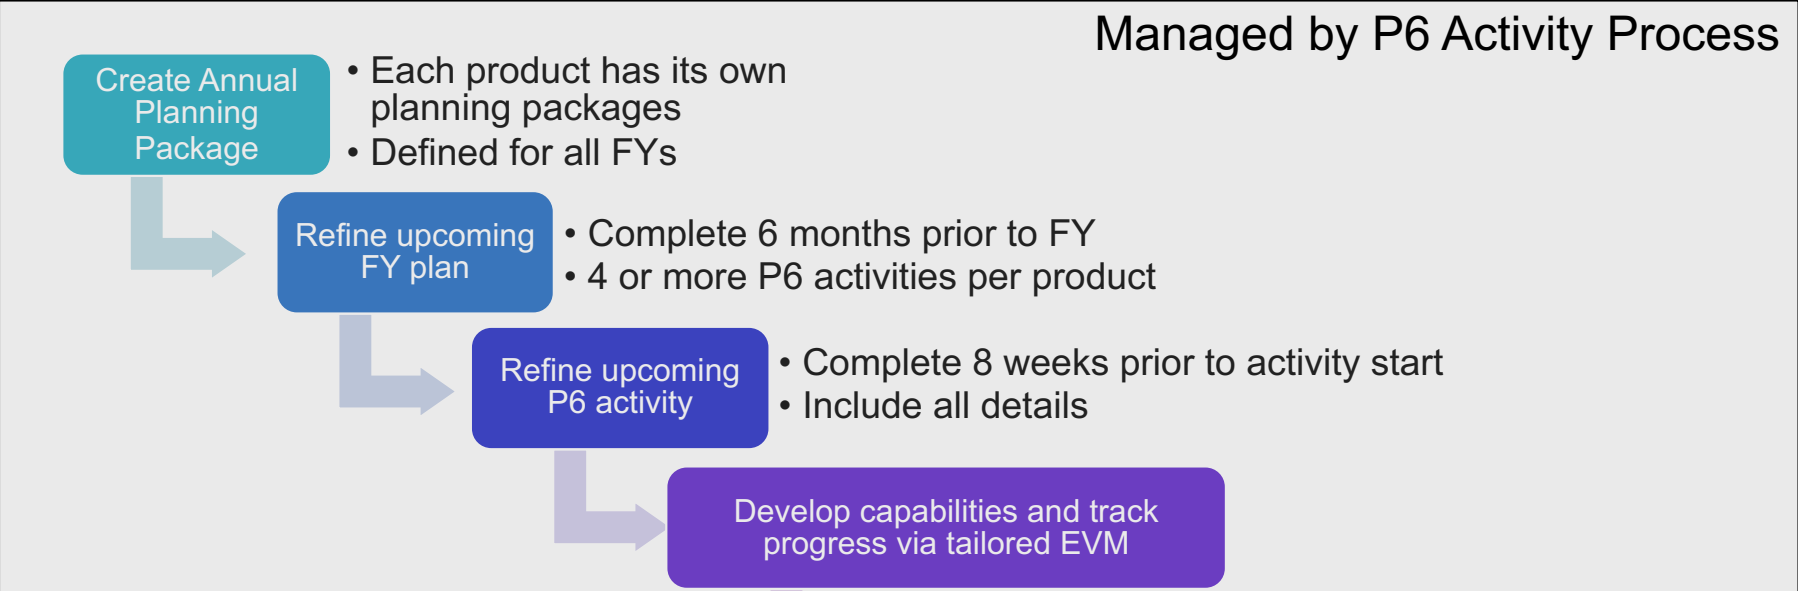 Managed by P6 Activity Process
Create Annual
Planning
Package
• Each product has its own
planning packages
• Defined for all FYs
Refine upcoming
FY plan
• Complete 6 months prior to FY
• 4 or more P6 activities per product
Refine upcoming
P6 activity
• Complete 8 weeks prior to activity start
• Include all details
Develop capabilities and track
progress via tailored EVM